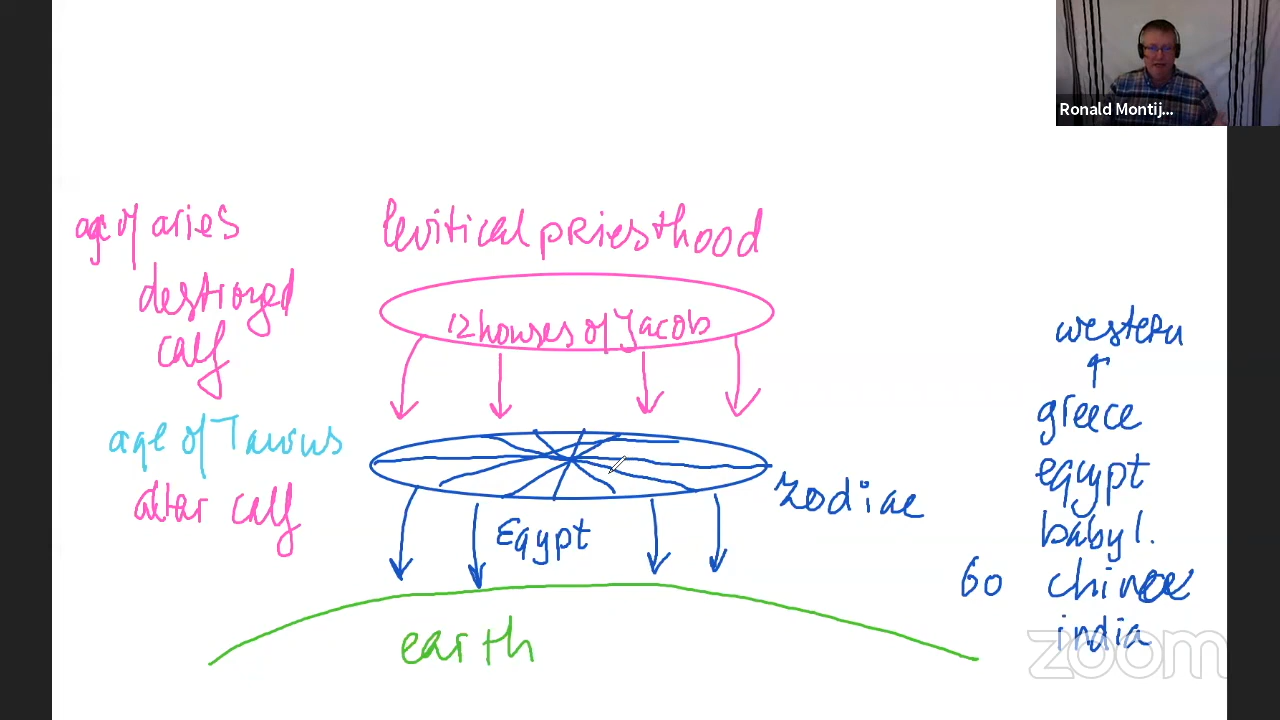 Ronald Montij...
age of aries
levitical priesthood
destroyed
calf
12 houses of Jacob
western
greece
age of Taurus
egypt
altar calf
zodiac
Egypt
babyl.
60 chinese
india
earth
zoom